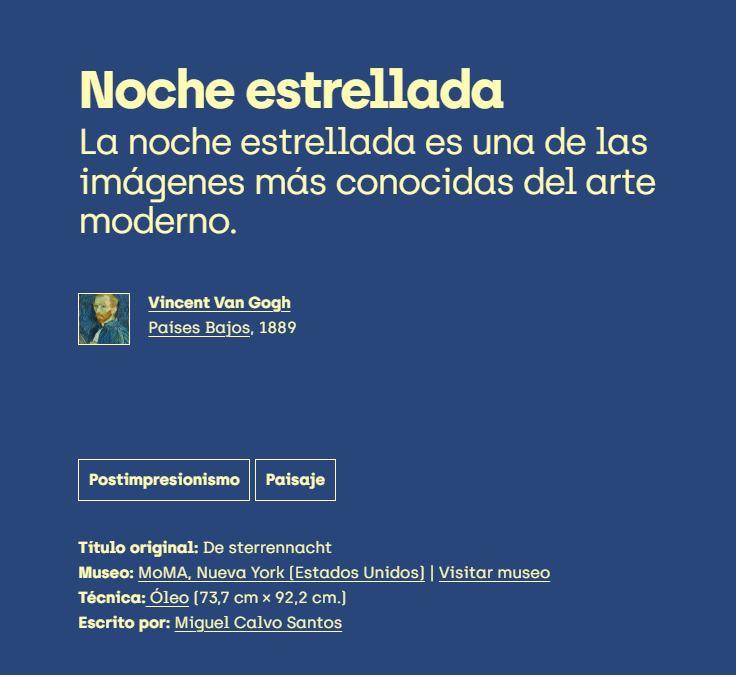 Noche estrellada
La noche estrellada es una de las
imágenes más conocidas del arte
moderno.
Vincent Van Gogh
Países Bajos, 1889
Postimpresionismo
Paisaje
Título original: De sterrennacht
Museo: MoMA, Nueva York (Estados Unidos) | Visitar museo
Técnica: Óleo (73,7 cm × 92,2 cm.)
Escrito por: Miguel Calvo Santos